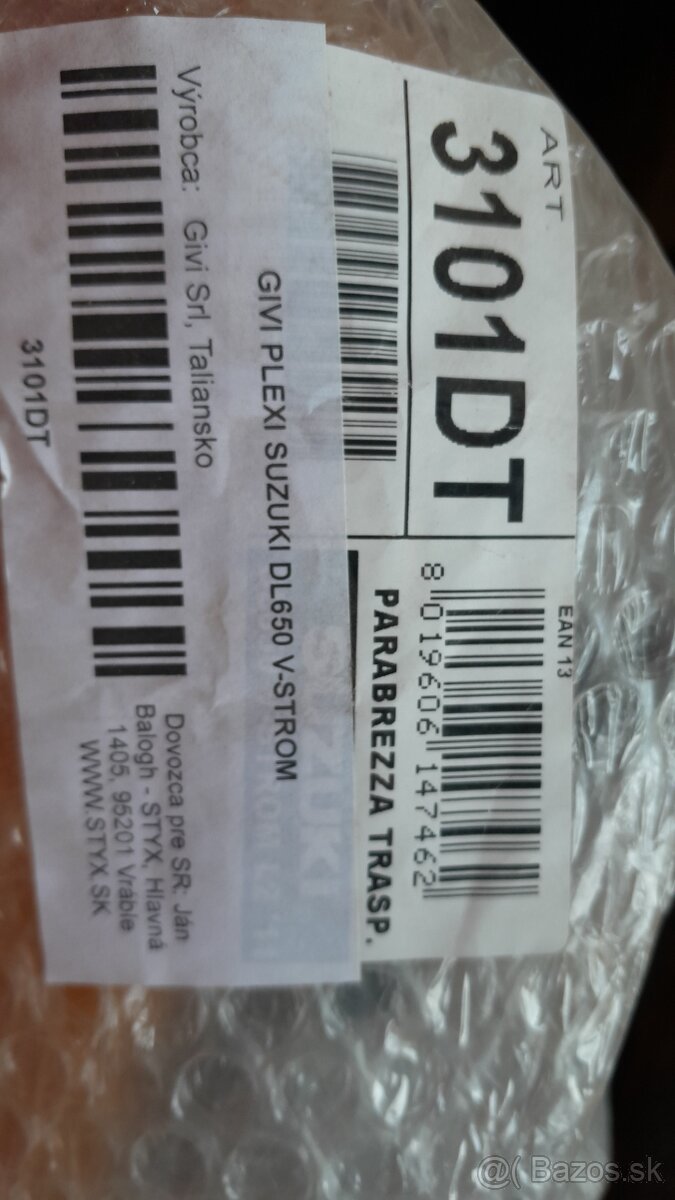 ART.
3101DT
EAN 13
8 019606 147462
PARABREZZA TRASP.
SUZUKI
GIVI PLEXI SUZUKI DL650 V-STROM
Výrobca: Givi Srl, Taliansko
3101DT
Dovozca pre SR: Ján
Balogh - STYX, Hlavná
1405, 95201 Vráble
WWW.STYX.SK
@( Bazos.sk